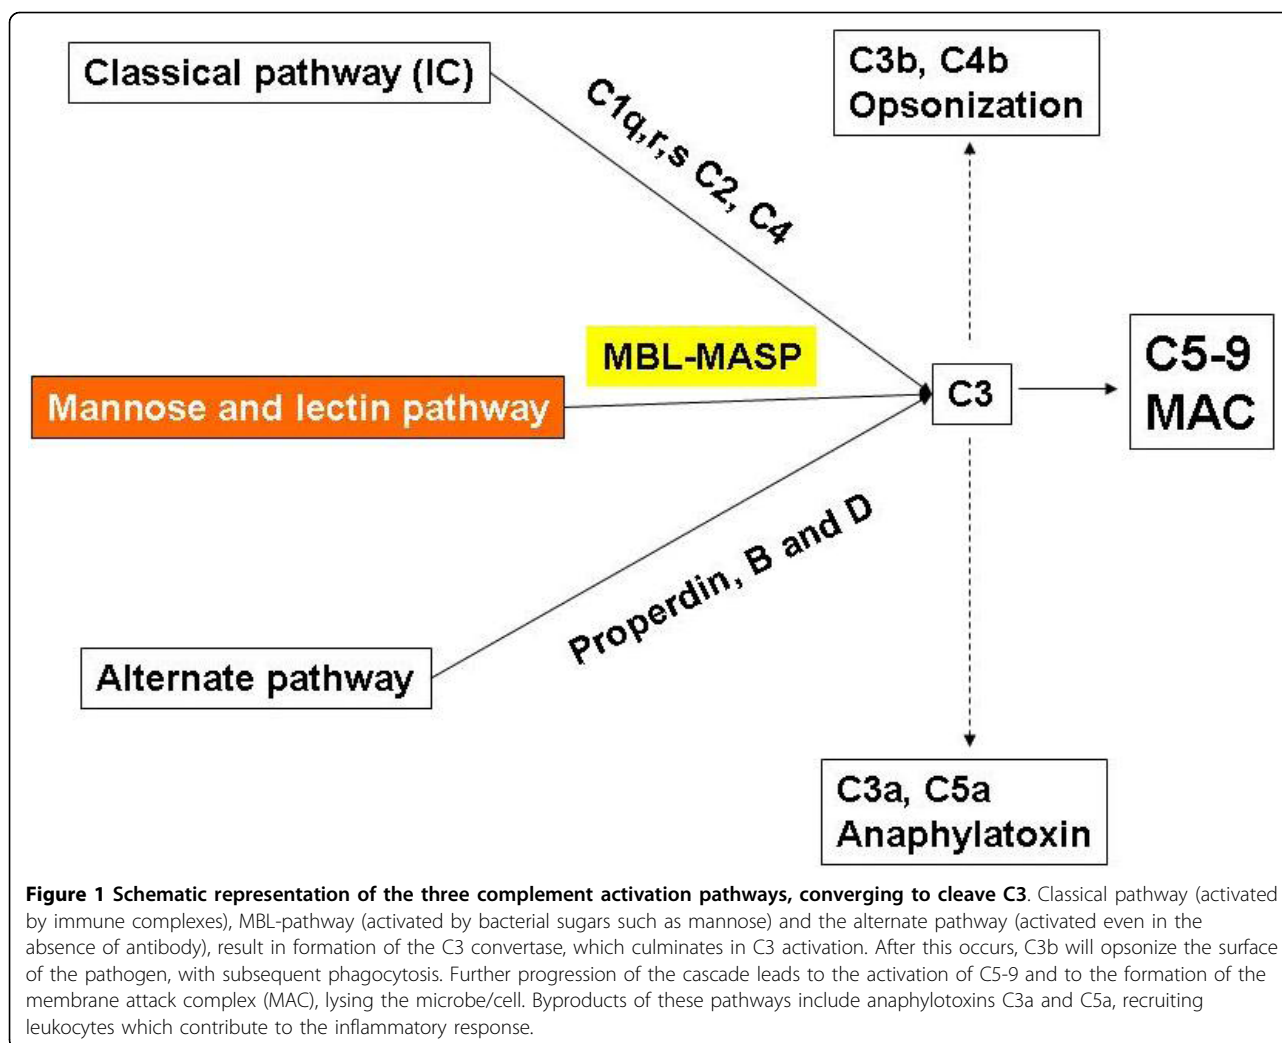 Classical pathway (IC)
C1q,r,s C2, C4
C3b, C4b
Opsonization
MBL-MASP
Mannose and lectin pathway
C3
C5-9
MAC
Properdin, B and D
Alternate pathway
C3a, C5a
Anaphylatoxin
Figure 1 Schematic representation of the three complement activation pathways, converging to cleave C3. Classical pathway (activated
by immune complexes), MBL-pathway (activated by bacterial sugars such as mannose) and the alternate pathway (activated even in the
absence of antibody), result in formation of the C3 convertase, which culminates in C3 activation. After this occurs, C3b will opsonize the surface
of the pathogen, with subsequent phagocytosis. Further progression of the cascade leads to the activation of C5-9 and to the formation of the
membrane attack complex (MAC), lysing the microbe/cell. Byproducts of these pathways include anaphylotoxins C3a and C5a, recruiting
leukocytes which contribute to the inflammatory response.